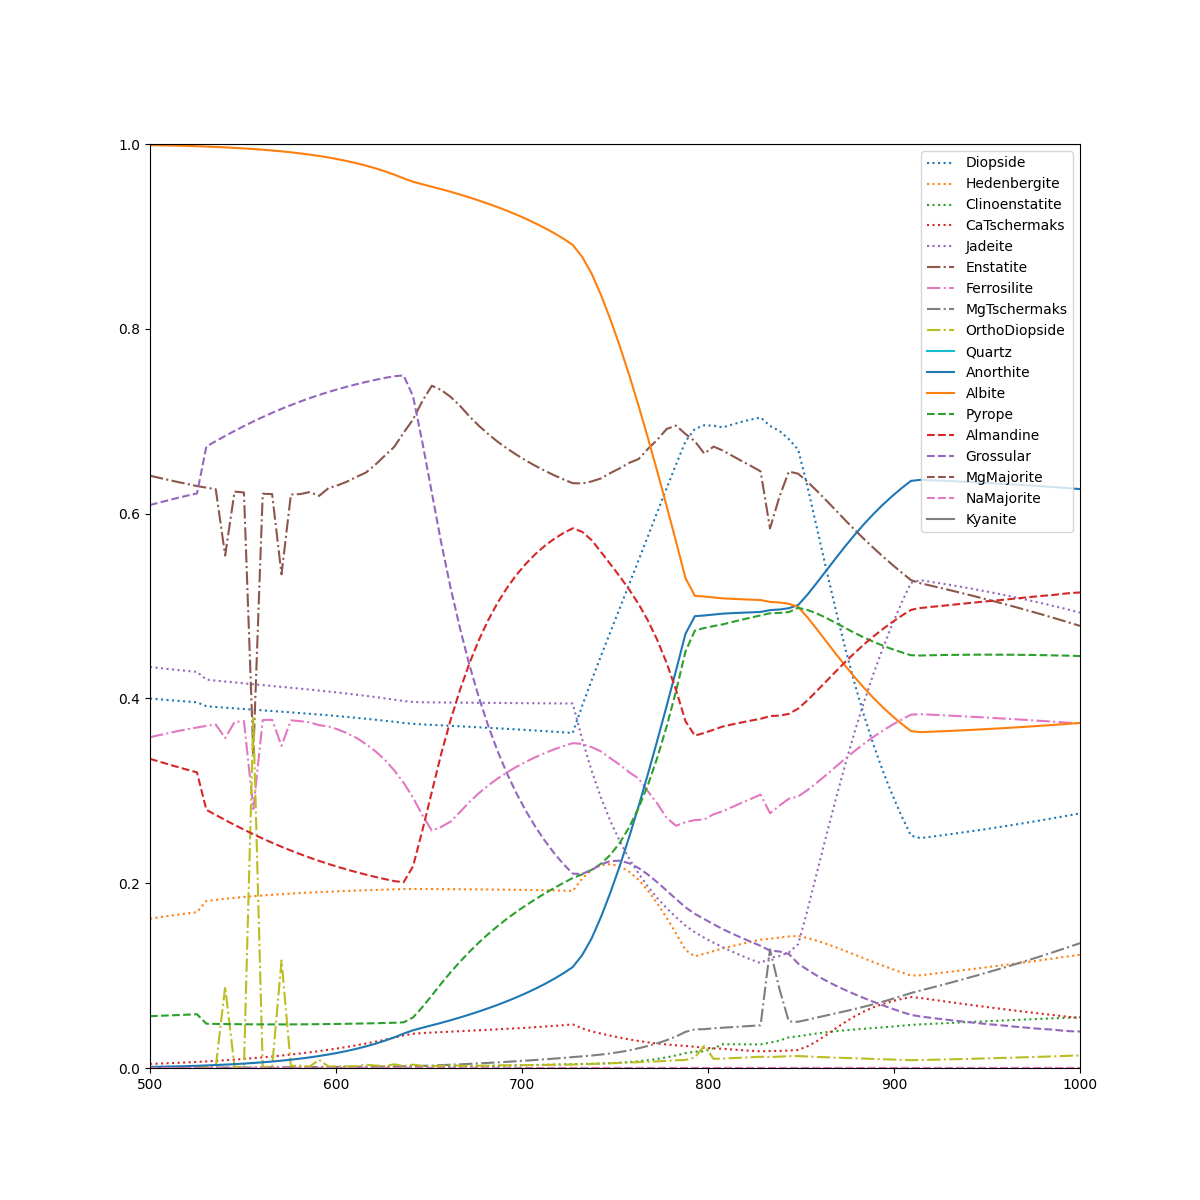 1.0
0.8
0.6
0.4
0.2
0.0
500
600
700
800
900
1000
Diopside
Hedenbergite
Clinoenstatite
CaTschermaks
Jadeite
Enstatite
Ferrosilite
MgTschermaks
OrthoDiopside
Quartz
Anorthite
Albite
Pyrope
Almandine
Grossular
MgMajorite
NaMajorite
Kyanite